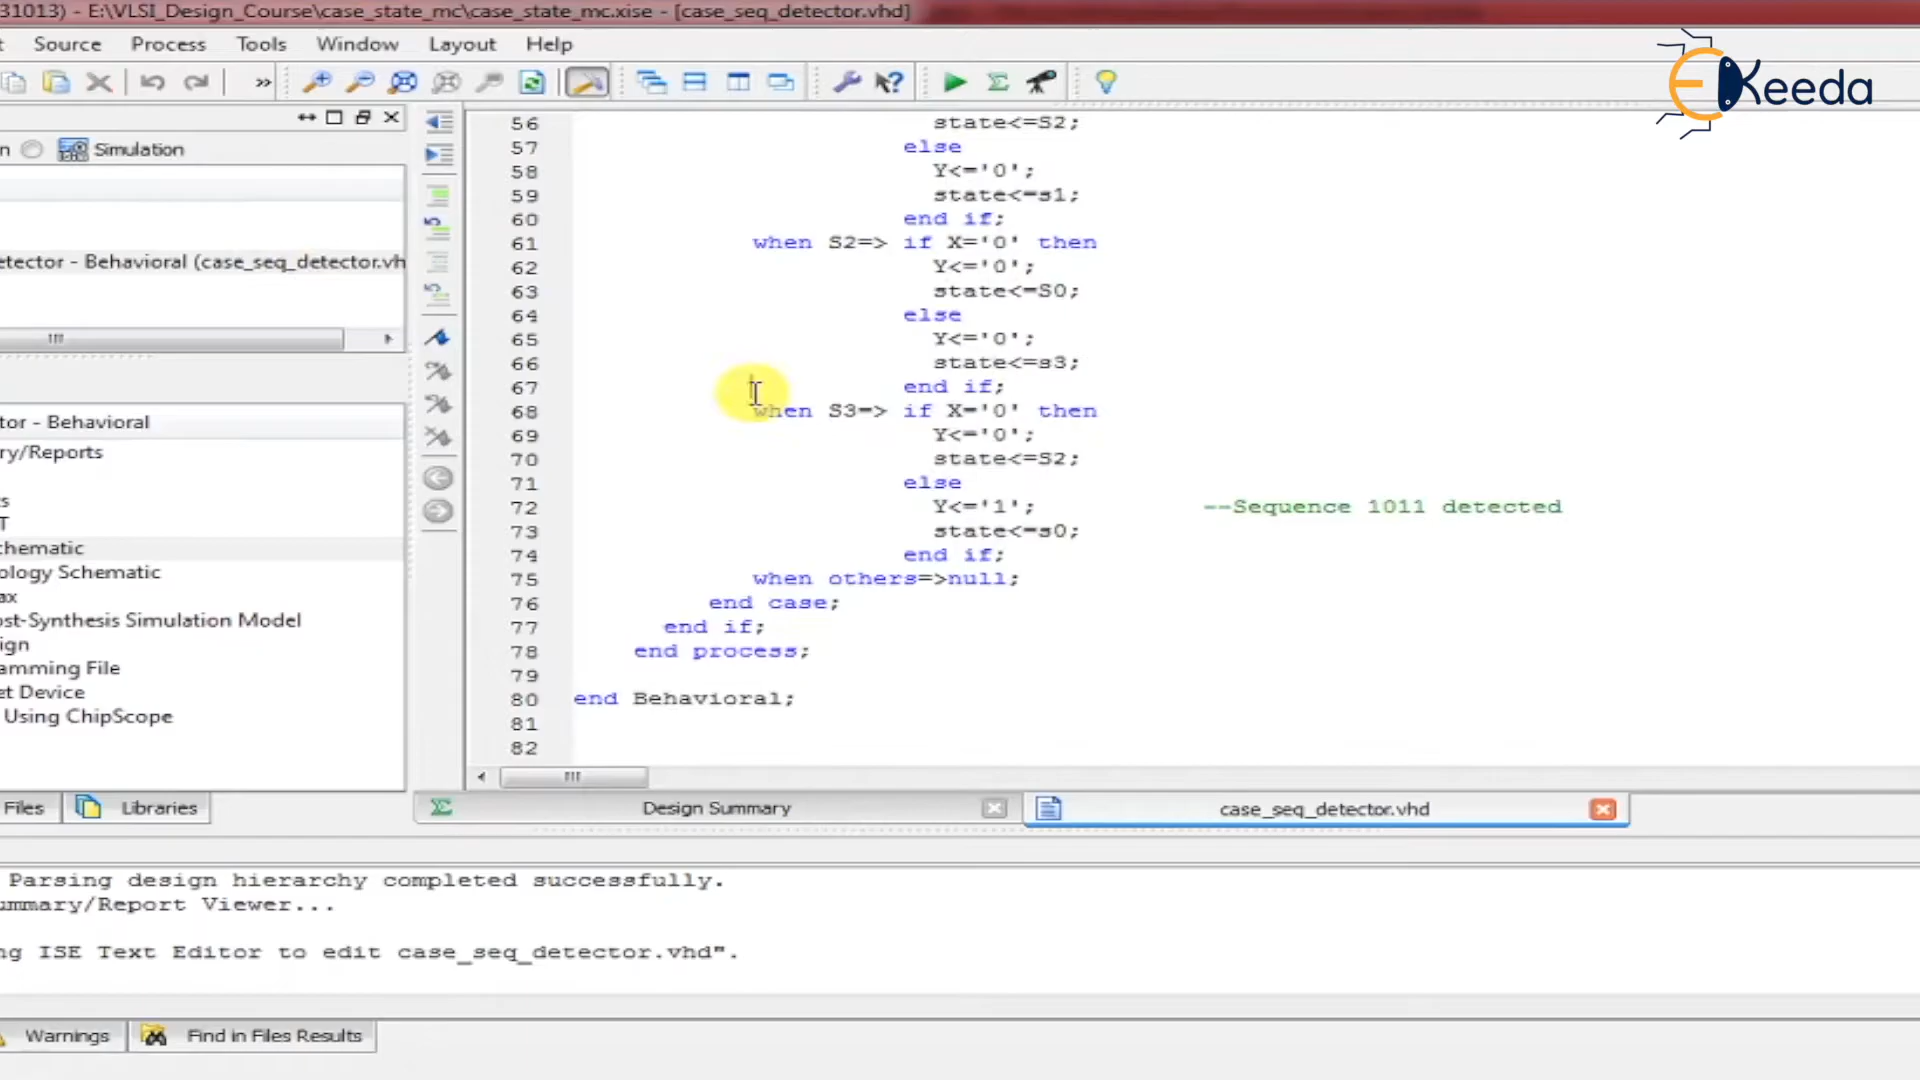 31013) - E:\VLSI_Design_Course\case_state_mc\case_state_mc.xise - [case_seq_detector.vhd]
t Source Process Tools Window Layout Help
»
EKeeda
n Simulation
etector - Behavioral (case_seq_detector.vh
tor - Behavioral
ry/Reports
s
T
chematic
ology Schematic
ax
ost-Synthesis Simulation Model
ign
amming File
et Device
Using ChipScope
Files Libraries
56 state<=S2;
57 else
58 Y<='0';
59 state<=s1;
60 end if;
61 when S2=> if X='0' then
62 Y<='0';
63 state<=S0;
64 else
65 Y<='0';
66 state<=s3;
67 end if;
68 when S3=> if X='0' then
69 Y<='0';
70 state<=S2;
71 else
72 Y<='1'; --Sequence 1011 detected
73 state<=s0;
74 end if;
75 when others=>null;
76 end case;
77 end if;
78 end process;
79
80 end Behavioral;
81
82
Design Summary case_seq_detector.vhd
Parsing design hierarchy completed successfully.
ummary/Report Viewer...
ng ISE Text Editor to edit case_seq_detector.vhd".
Warnings Find in Files Results